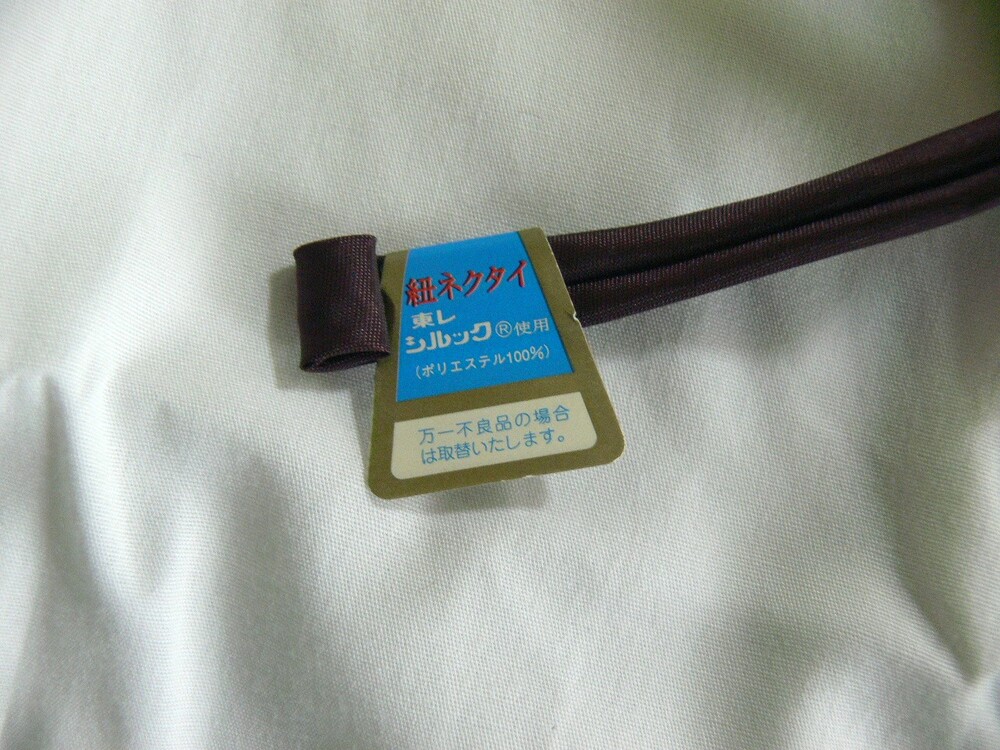 紐ネクタイ
東レ
シルック®使用
(ポリエステル100%)
万一不良品の場合
は取替いたします。